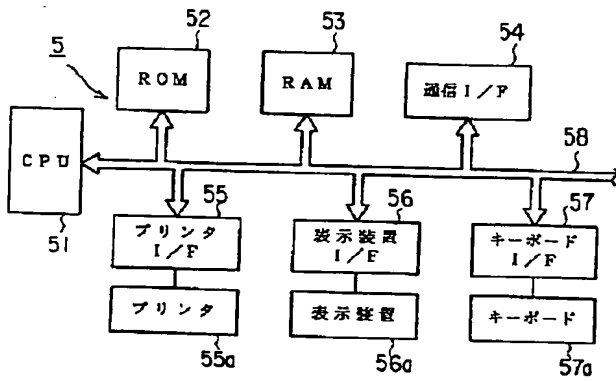 52
53
54
5
ROM
RAM
通信I/F
58
CPU
51
55
56
57
プリンタ
I/F
表示装置
I/F
キーボード
I/F
プリンタ
表示装置
キーボード
55a
56a
57a